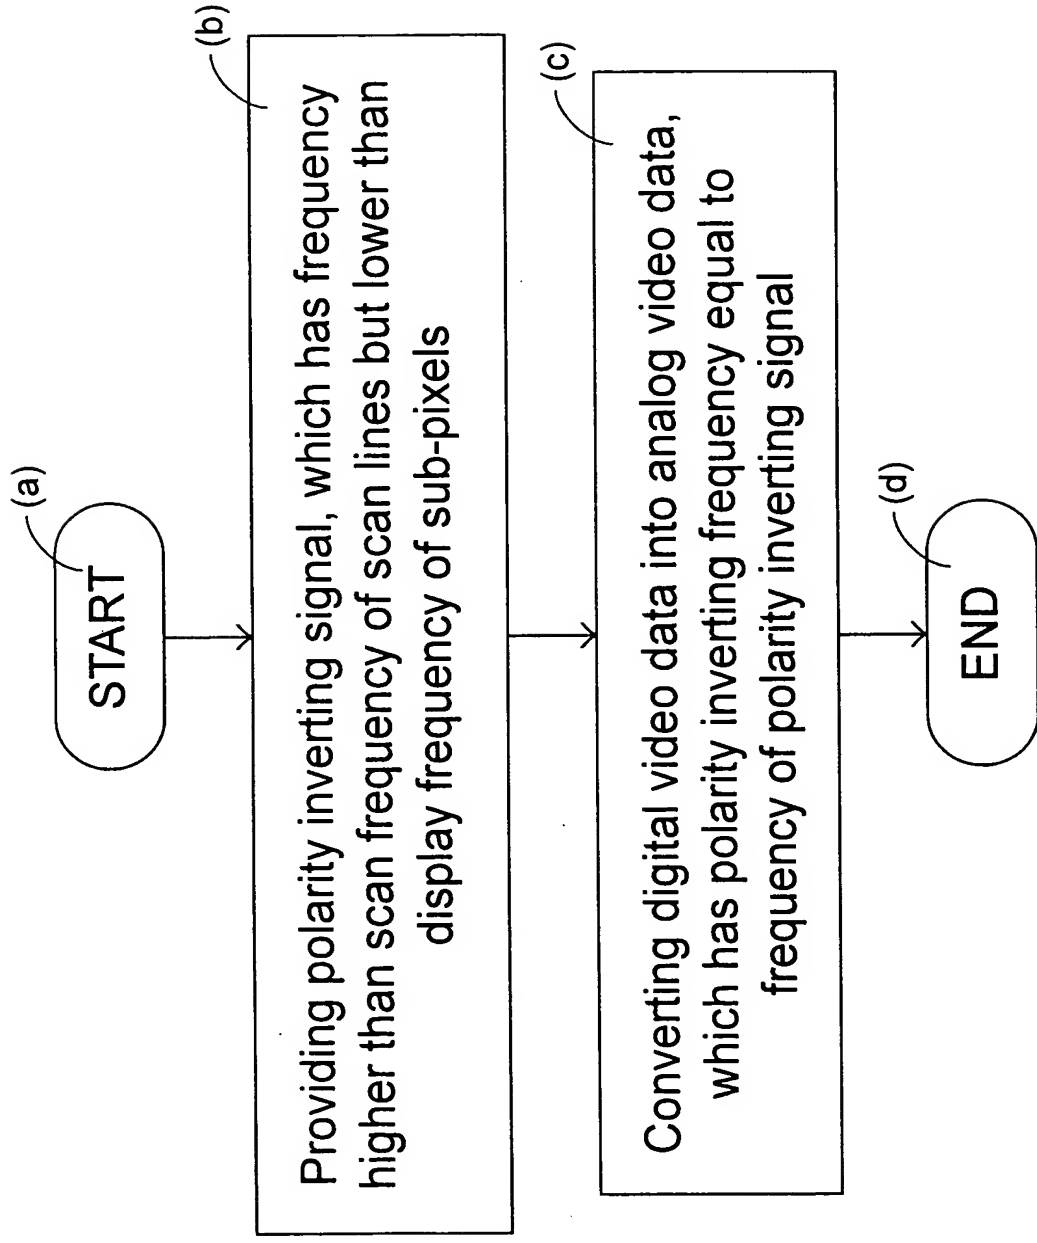 (a)
START
(b)
Providing polarity inverting signal, which has frequency
higher than scan frequency of scan lines but lower than
display frequency of sub-pixels
(c)
Converting digital video data into analog video data,
which has polarity inverting frequency equal to
frequency of polarity inverting signal
(d)
END